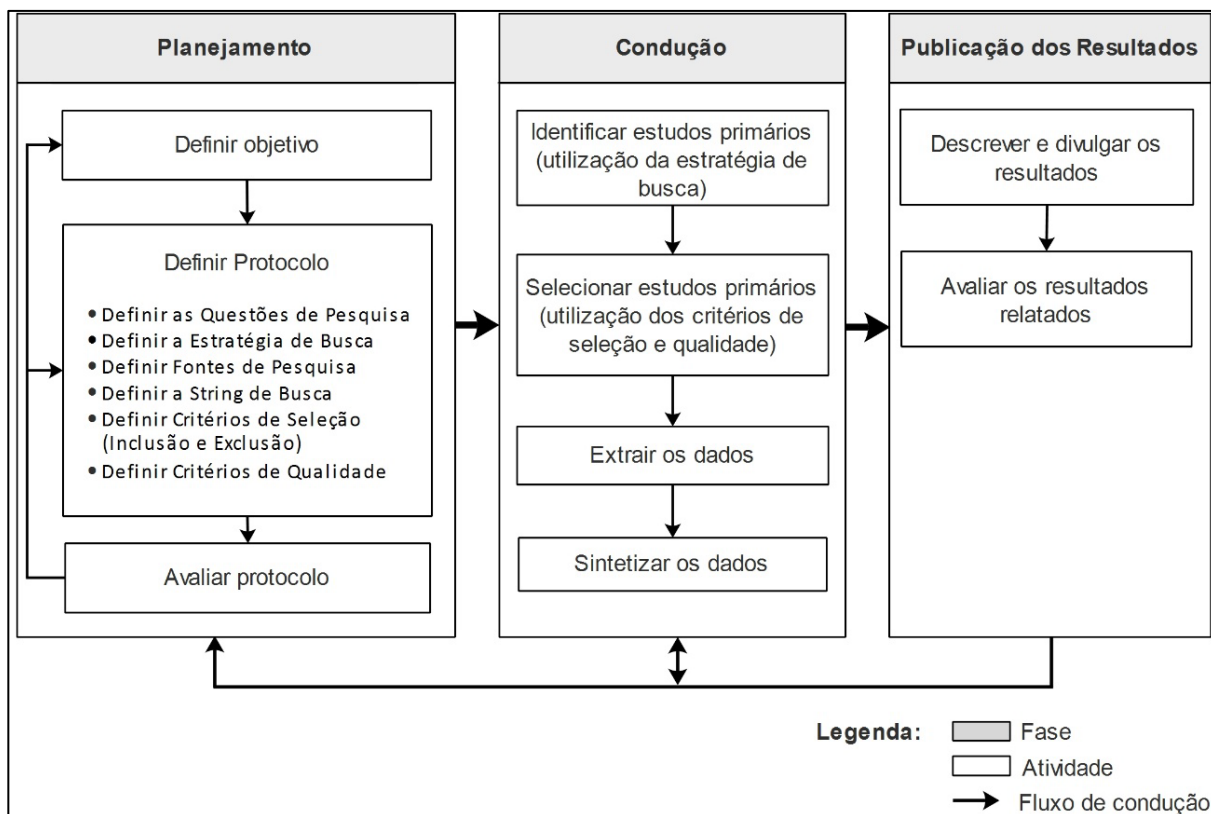 Planejamento
Definir objetivo
Definir Protocolo
• Definir as Questões de Pesquisa
• Definir a Estratégia de Busca
• Definir Fontes de Pesquisa
• Definir a String de Busca
• Definir Critérios de Seleção
(Inclusão e Exclusão)
• Definir Critérios de Qualidade
Avaliar protocolo
Condução
Identificar estudos primários
(utilização da estratégia de
busca)
Selecionar estudos primários
(utilização dos critérios de
seleção e qualidade)
Extrair os dados
Sintetizar os dados
Publicação dos Resultados
Descrever e divulgar os
resultados
Avaliar os resultados
relatados
Legenda:
Fase
Atividade
Fluxo de condução